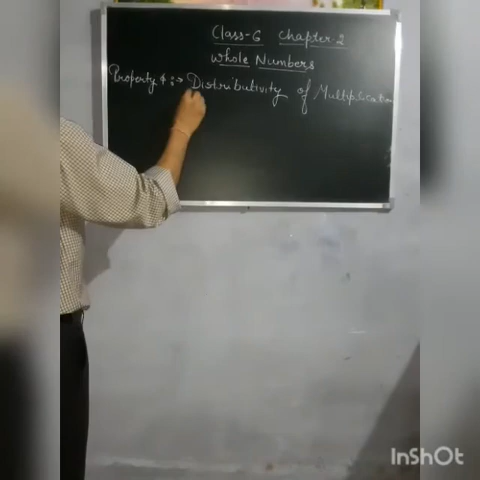 Class-6 Chapter-2
Whole Numbers
Property 4 :→ Distributivity of Multiplication
InShOt